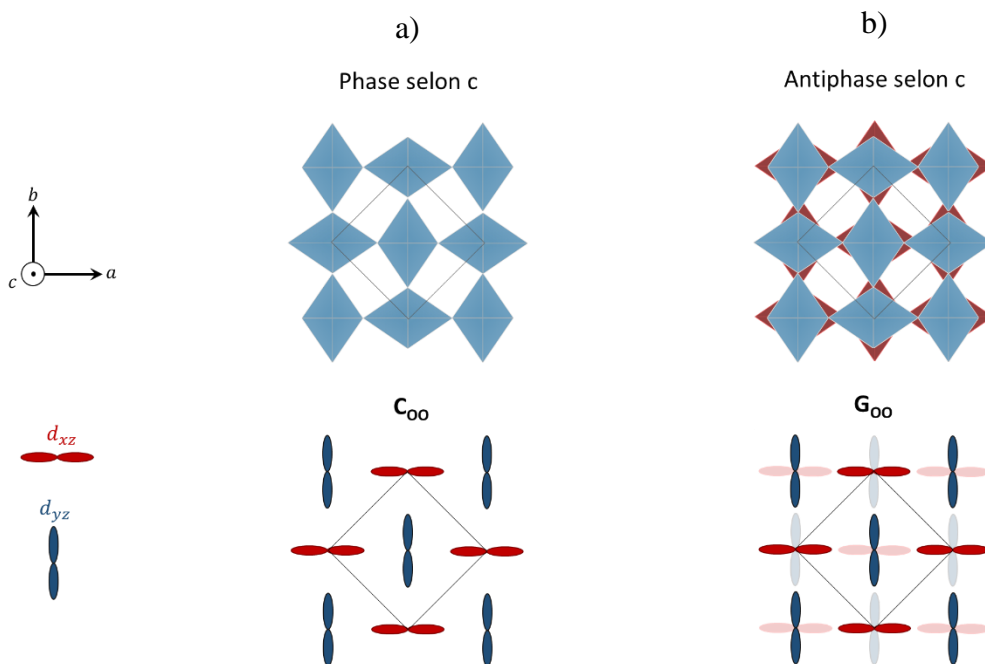 a)
b)
Phase selon c
Antiphase selon c
b
c
a
C_OO
G_OO
d_xz
d_yz